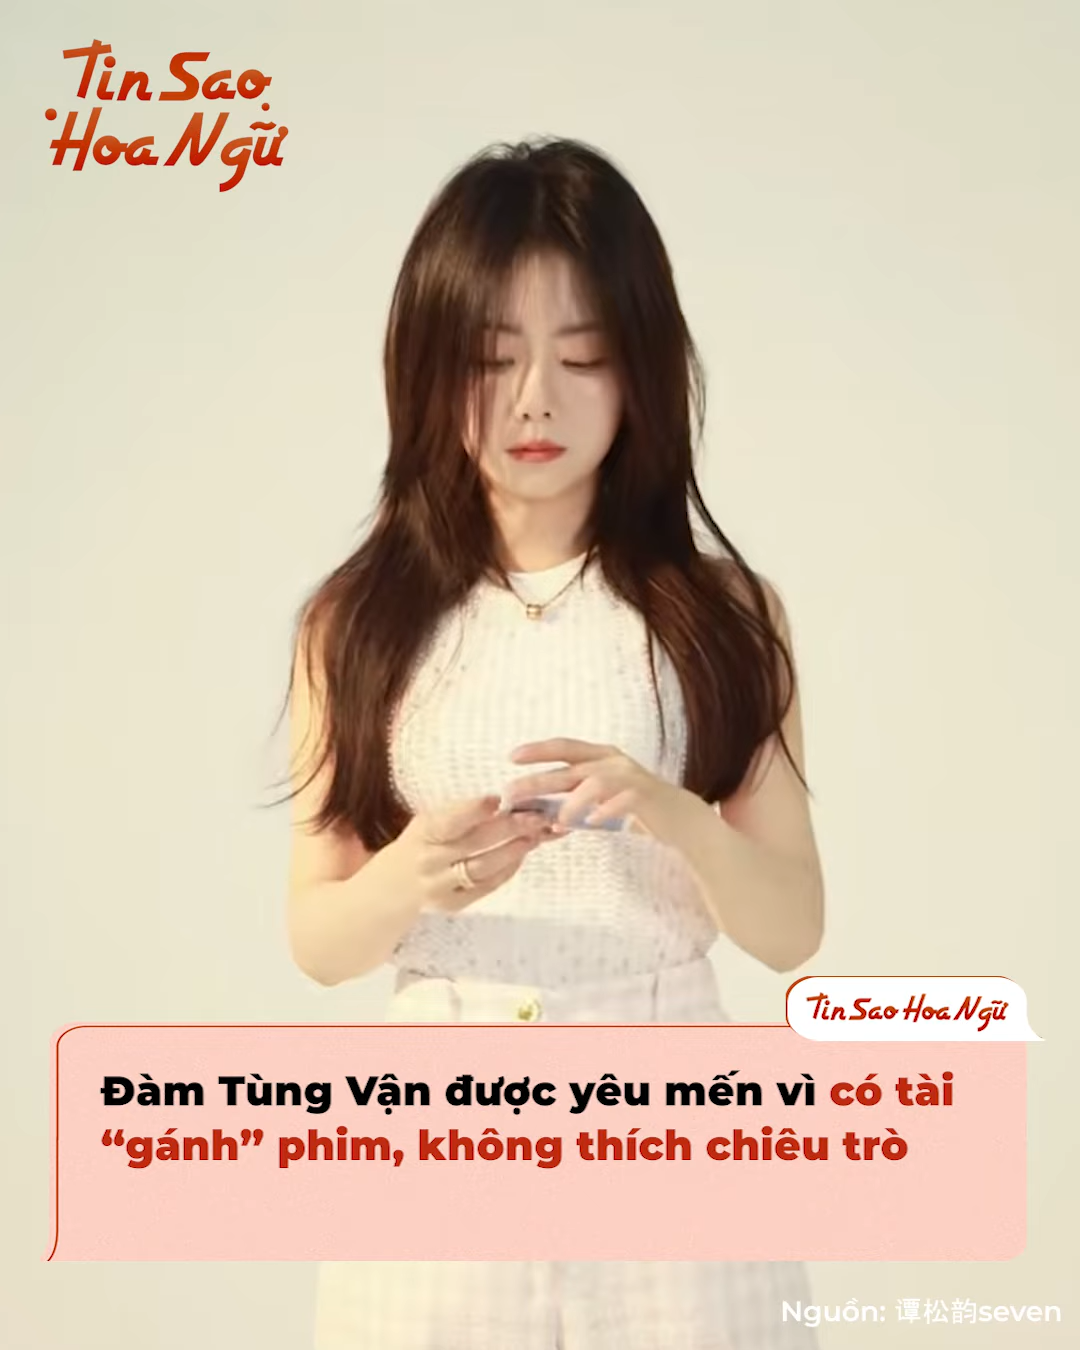 Tin Sao
Hoa Ngữ
Tin Sao Hoa Ngữ
Đàm Tùng Vận được yêu mến vì có tài
“gánh” phim, không thích chiêu trò
Nguồn: 谭松韵seven